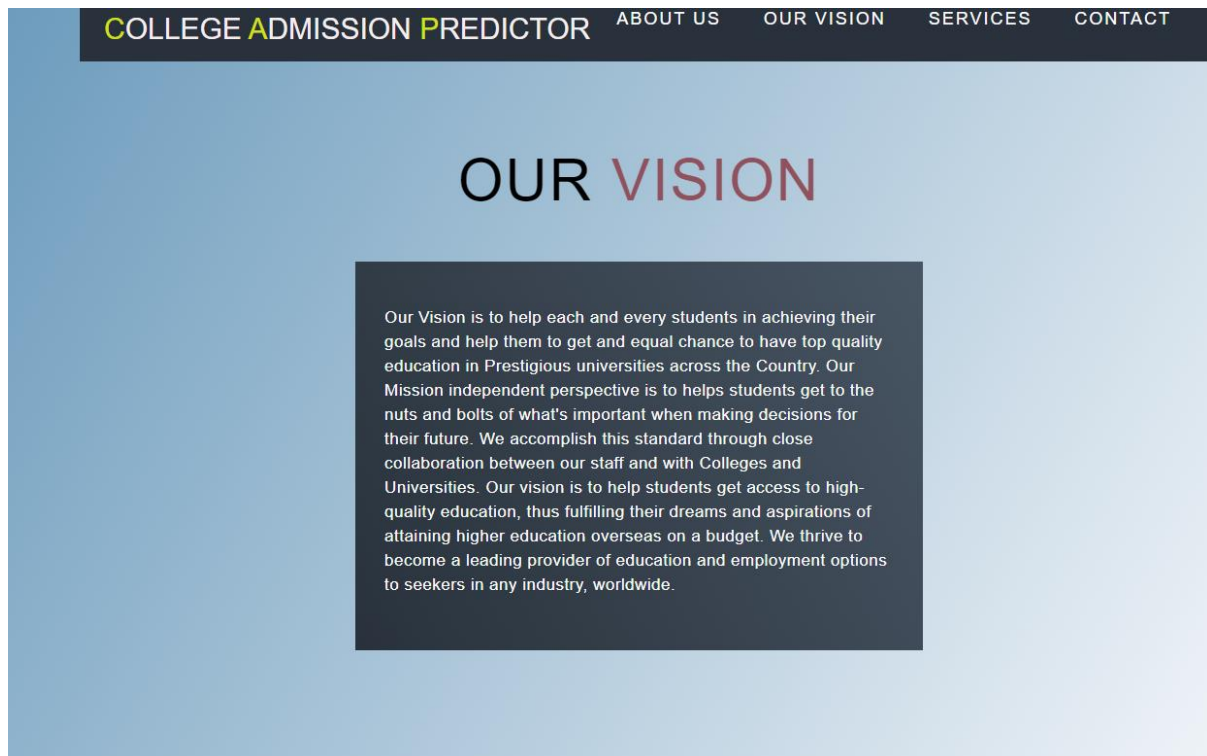 COLLEGE ADMISSION PREDICTOR ABOUT US OUR VISION SERVICES CONTACT
OUR VISION
Our Vision is to help each and every students in achieving their
goals and help them to get and equal chance to have top quality
education in Prestigious universities across the Country. Our
Mission independent perspective is to helps students get to the
nuts and bolts of what's important when making decisions for
their future. We accomplish this standard through close
collaboration between our staff and with Colleges and
Universities. Our vision is to help students get access to high-
quality education, thus fulfilling their dreams and aspirations of
attaining higher education overseas on a budget. We thrive to
become a leading provider of education and employment options
to seekers in any industry, worldwide.